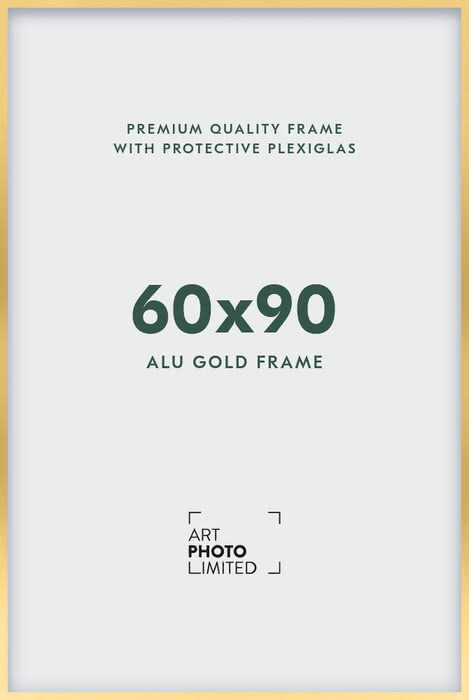 PREMIUM QUALITY FRAME
WITH PROTECTIVE PLEXIGLAS
60x90
ALU GOLD FRAME
ART
PHOTO
LIMITED